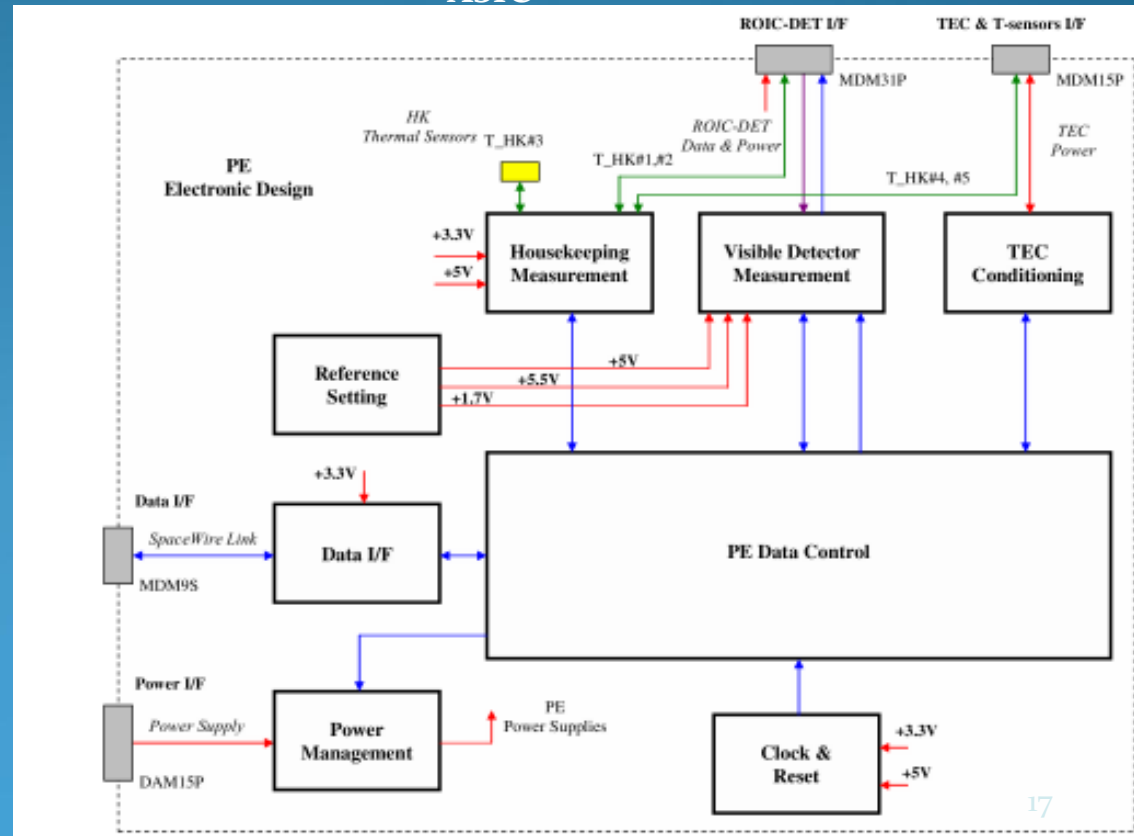 ROIC-DET I/F
TEC & T-sensors I/F
MDM31P
MDM15P
HK
Thermal Sensors
T_HK#3
ROIC-DET
Data & Power
TEC
Power
T_HK#1,#2
T_HK#4, #5
PE
Electronic Design
+3.3V
+5V
Housekeeping
Measurement
Visible Detector
Measurement
TEC
Conditioning
Reference
Setting
+5V
+5.5V
+1.7V
+3.3V
Data I/F
SpaceWire Link
MDM9S
Data I/F
PE Data Control
Power I/F
Power Supply
DAM15P
Power
Management
PE
Power Supplies
Clock &
Reset
+3.3V
+5V
17